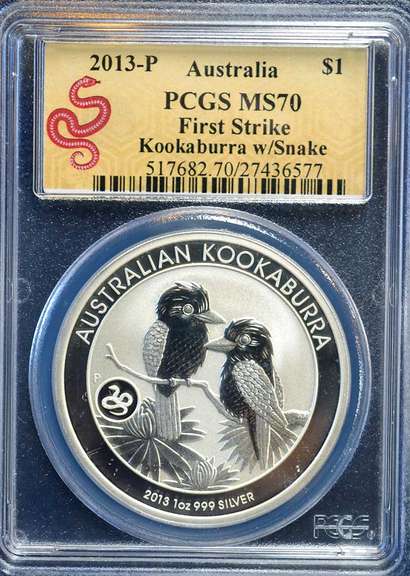 2013-P Australia $1
PCGS MS70
First Strike
Kookaburra w/Snake
517682.70/27436577
AUSTRALIAN KOOKABURRA
P
2013 1oz 999 SILVER
PCGS